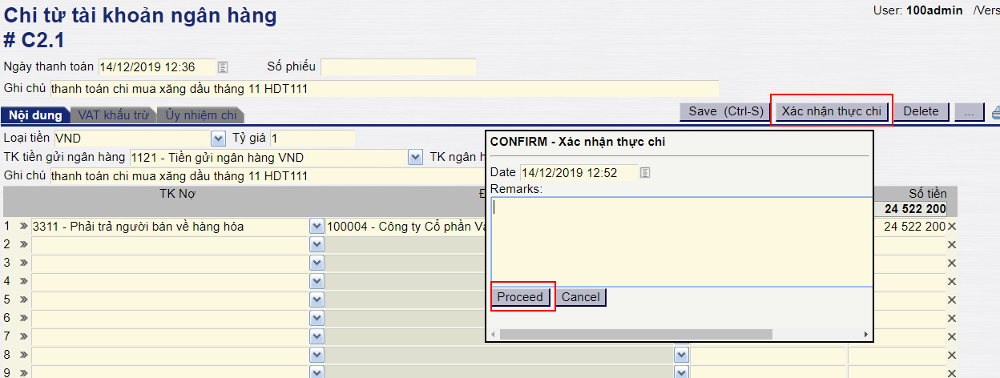 Chi từ tài khoản ngân hàng
User: 100admin /Vers
# C2.1
Ngày thanh toán 14/12/2019 12:36 Số phiếu
Ghi chú thanh toán chi mua xăng dầu tháng 11 HDT111
Nội dung VAT khấu trừ Ủy nhiệm chi Save (Ctrl-S) Xác nhận thực chi Delete ...
Loại tiền VND Tỷ giá 1
TK tiền gửi ngân hàng 1121 - Tiền gửi ngân hàng VND TK ngân h
Ghi chú thanh toán chi mua xăng dầu tháng 11 HDT111
CONFIRM - Xác nhận thực chi
Date 14/12/2019 12:52
Remarks:
Proceed Cancel
TK Nợ Đ Số tiền
24 522 200
1 » 3311 - Phải trả người bán về hàng hóa 100004 - Công ty Cổ phần Va 24 522 200
2 »
3 »
4 »
5 »
6 »
7 »
8 »
9 »